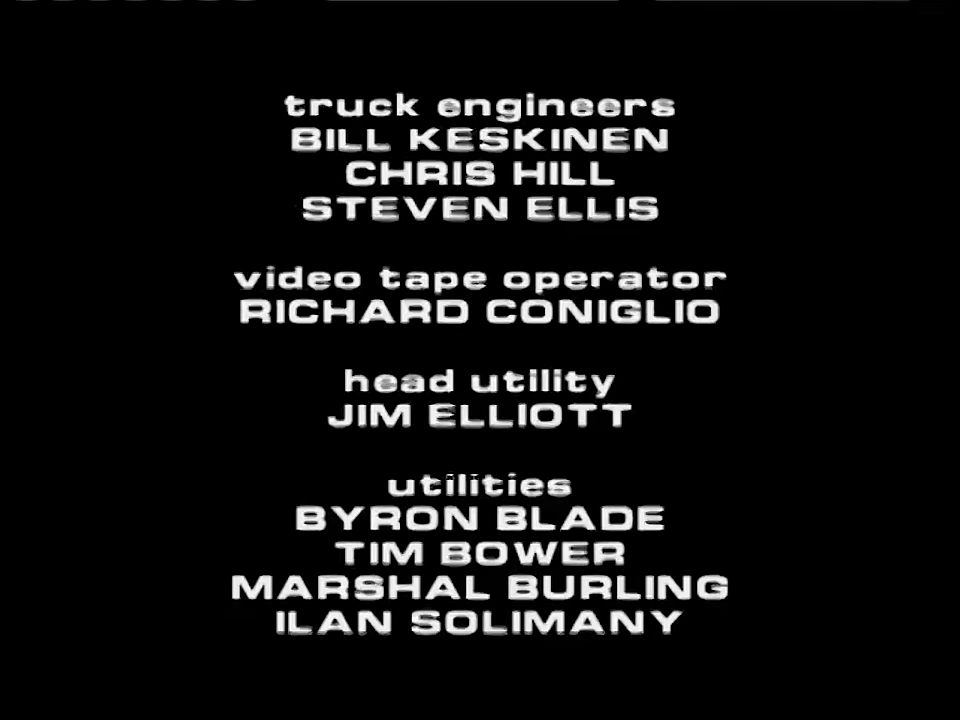 truck engineers
BILL KESKINEN
CHRIS HILL
STEVEN ELLIS
video tape operator
RICHARD CONIGLIO
head utility
JIM ELLIOTT
utilities
BYRON BLADE
TIM BOWER
MARSHAL BURLING
ILAN SOLIMANY